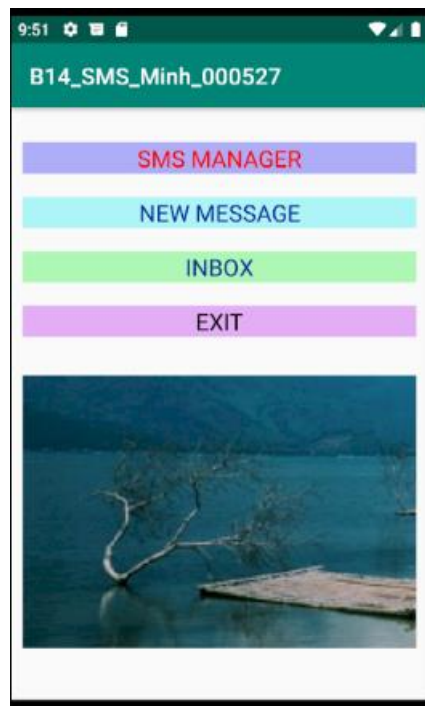 9:51
B14_SMS_Minh_000527
SMS MANAGER
NEW MESSAGE
INBOX
EXIT